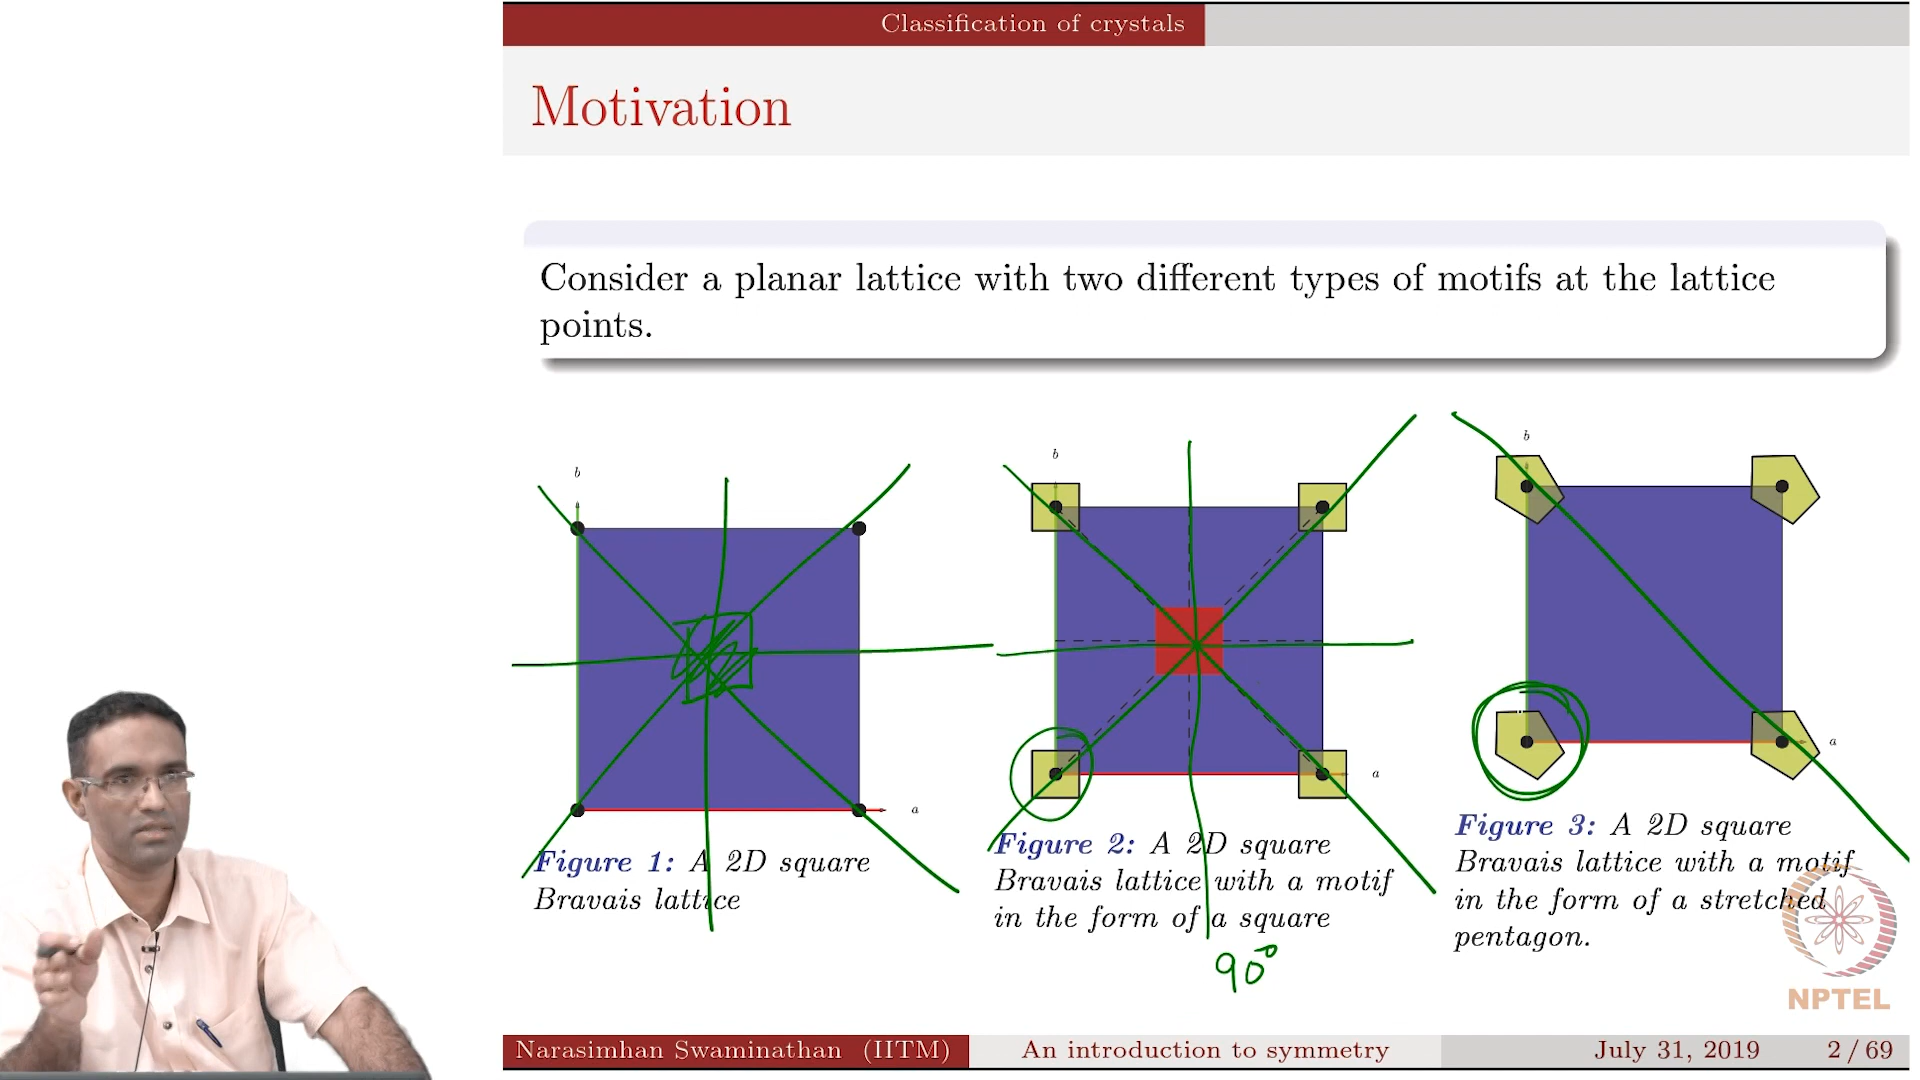 Classification of crystals
Motivation
Consider a planar lattice with two different types of motifs at the lattice
points.
b
a
Figure 1: A 2D square
Bravais lattice
b
a
Figure 2: A 2D square
Bravais lattice with a motif
in the form of a square
90°
b
a
Figure 3: A 2D square
Bravais lattice with a motif
in the form of a stretched
pentagon.
NPTEL
Narasimhan Swaminathan (IITM)
An introduction to symmetry
July 31, 2019
2 / 69